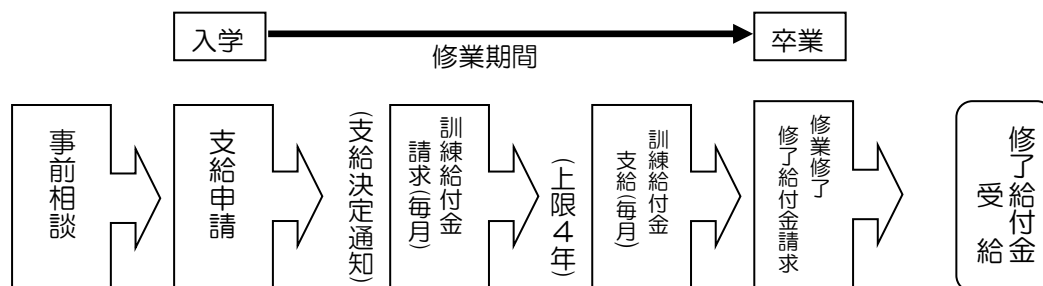 入学
修業期間
卒業
事前相談
支給申請
(支給決定通知)
訓練給付金
請求(毎月)
(上限4年)
訓練給付金
支給(毎月)
修業修了
修了給付金請求
修了給付金
受給